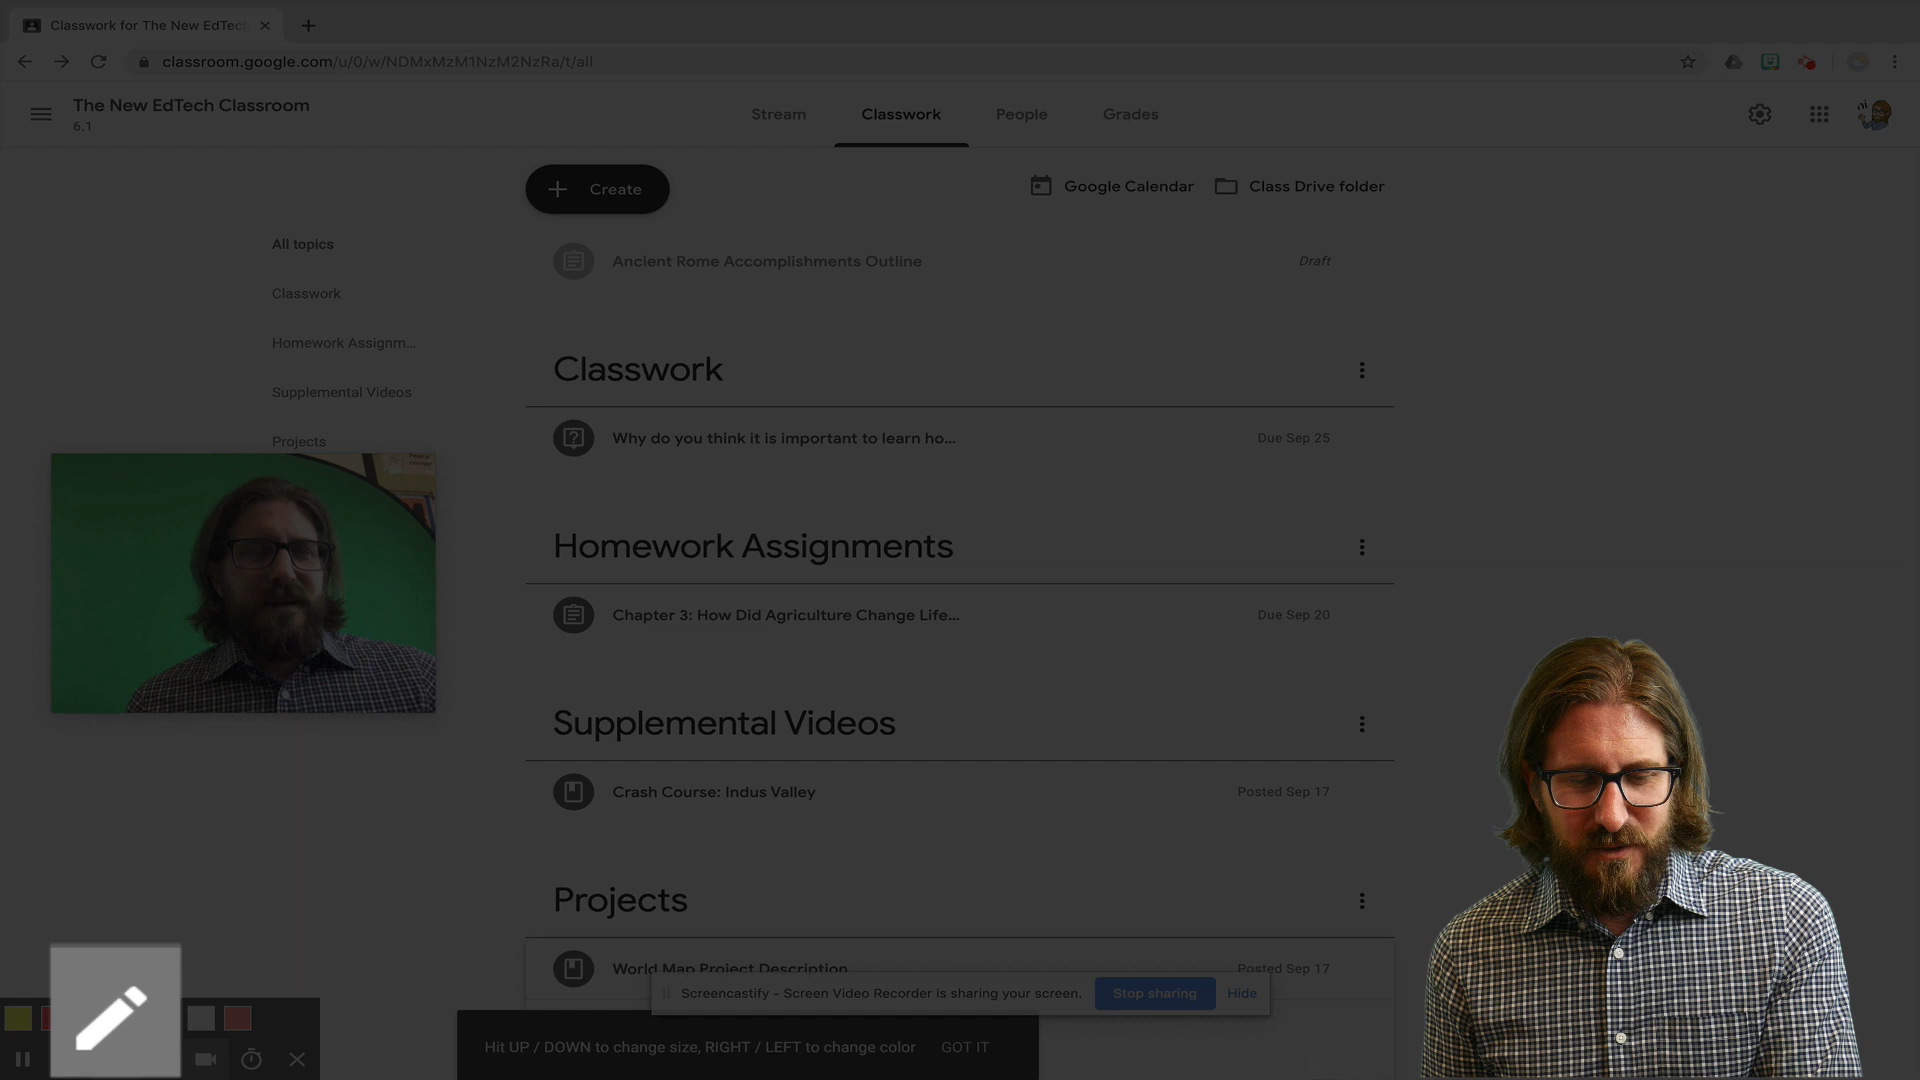 Classwork for The New EdTec
classroom.google.com/u/0/w/NDMxMzM1NzM2NzRa/t/all
The New EdTech Classroom
6.1
Stream
Classwork
People
Grades
Create
Google Calendar
Class Drive folder
All topics
Classwork
Homework Assignm...
Supplemental Videos
Projects
Ancient Rome Accomplishments Outline
Draft
Classwork
Why do you think it is important to learn ho...
Due Sep 25
Homework Assignments
Chapter 3: How Did Agriculture Change Life...
Due Sep 20
Supplemental Videos
Crash Course: Indus Valley
Posted Sep 17
Projects
World Map Project Description
Posted Sep 17
Screencastify - Screen Video Recorder is sharing your screen.
Stop sharing
Hide
Hit UP / DOWN to change size, RIGHT / LEFT to change color
GOT IT